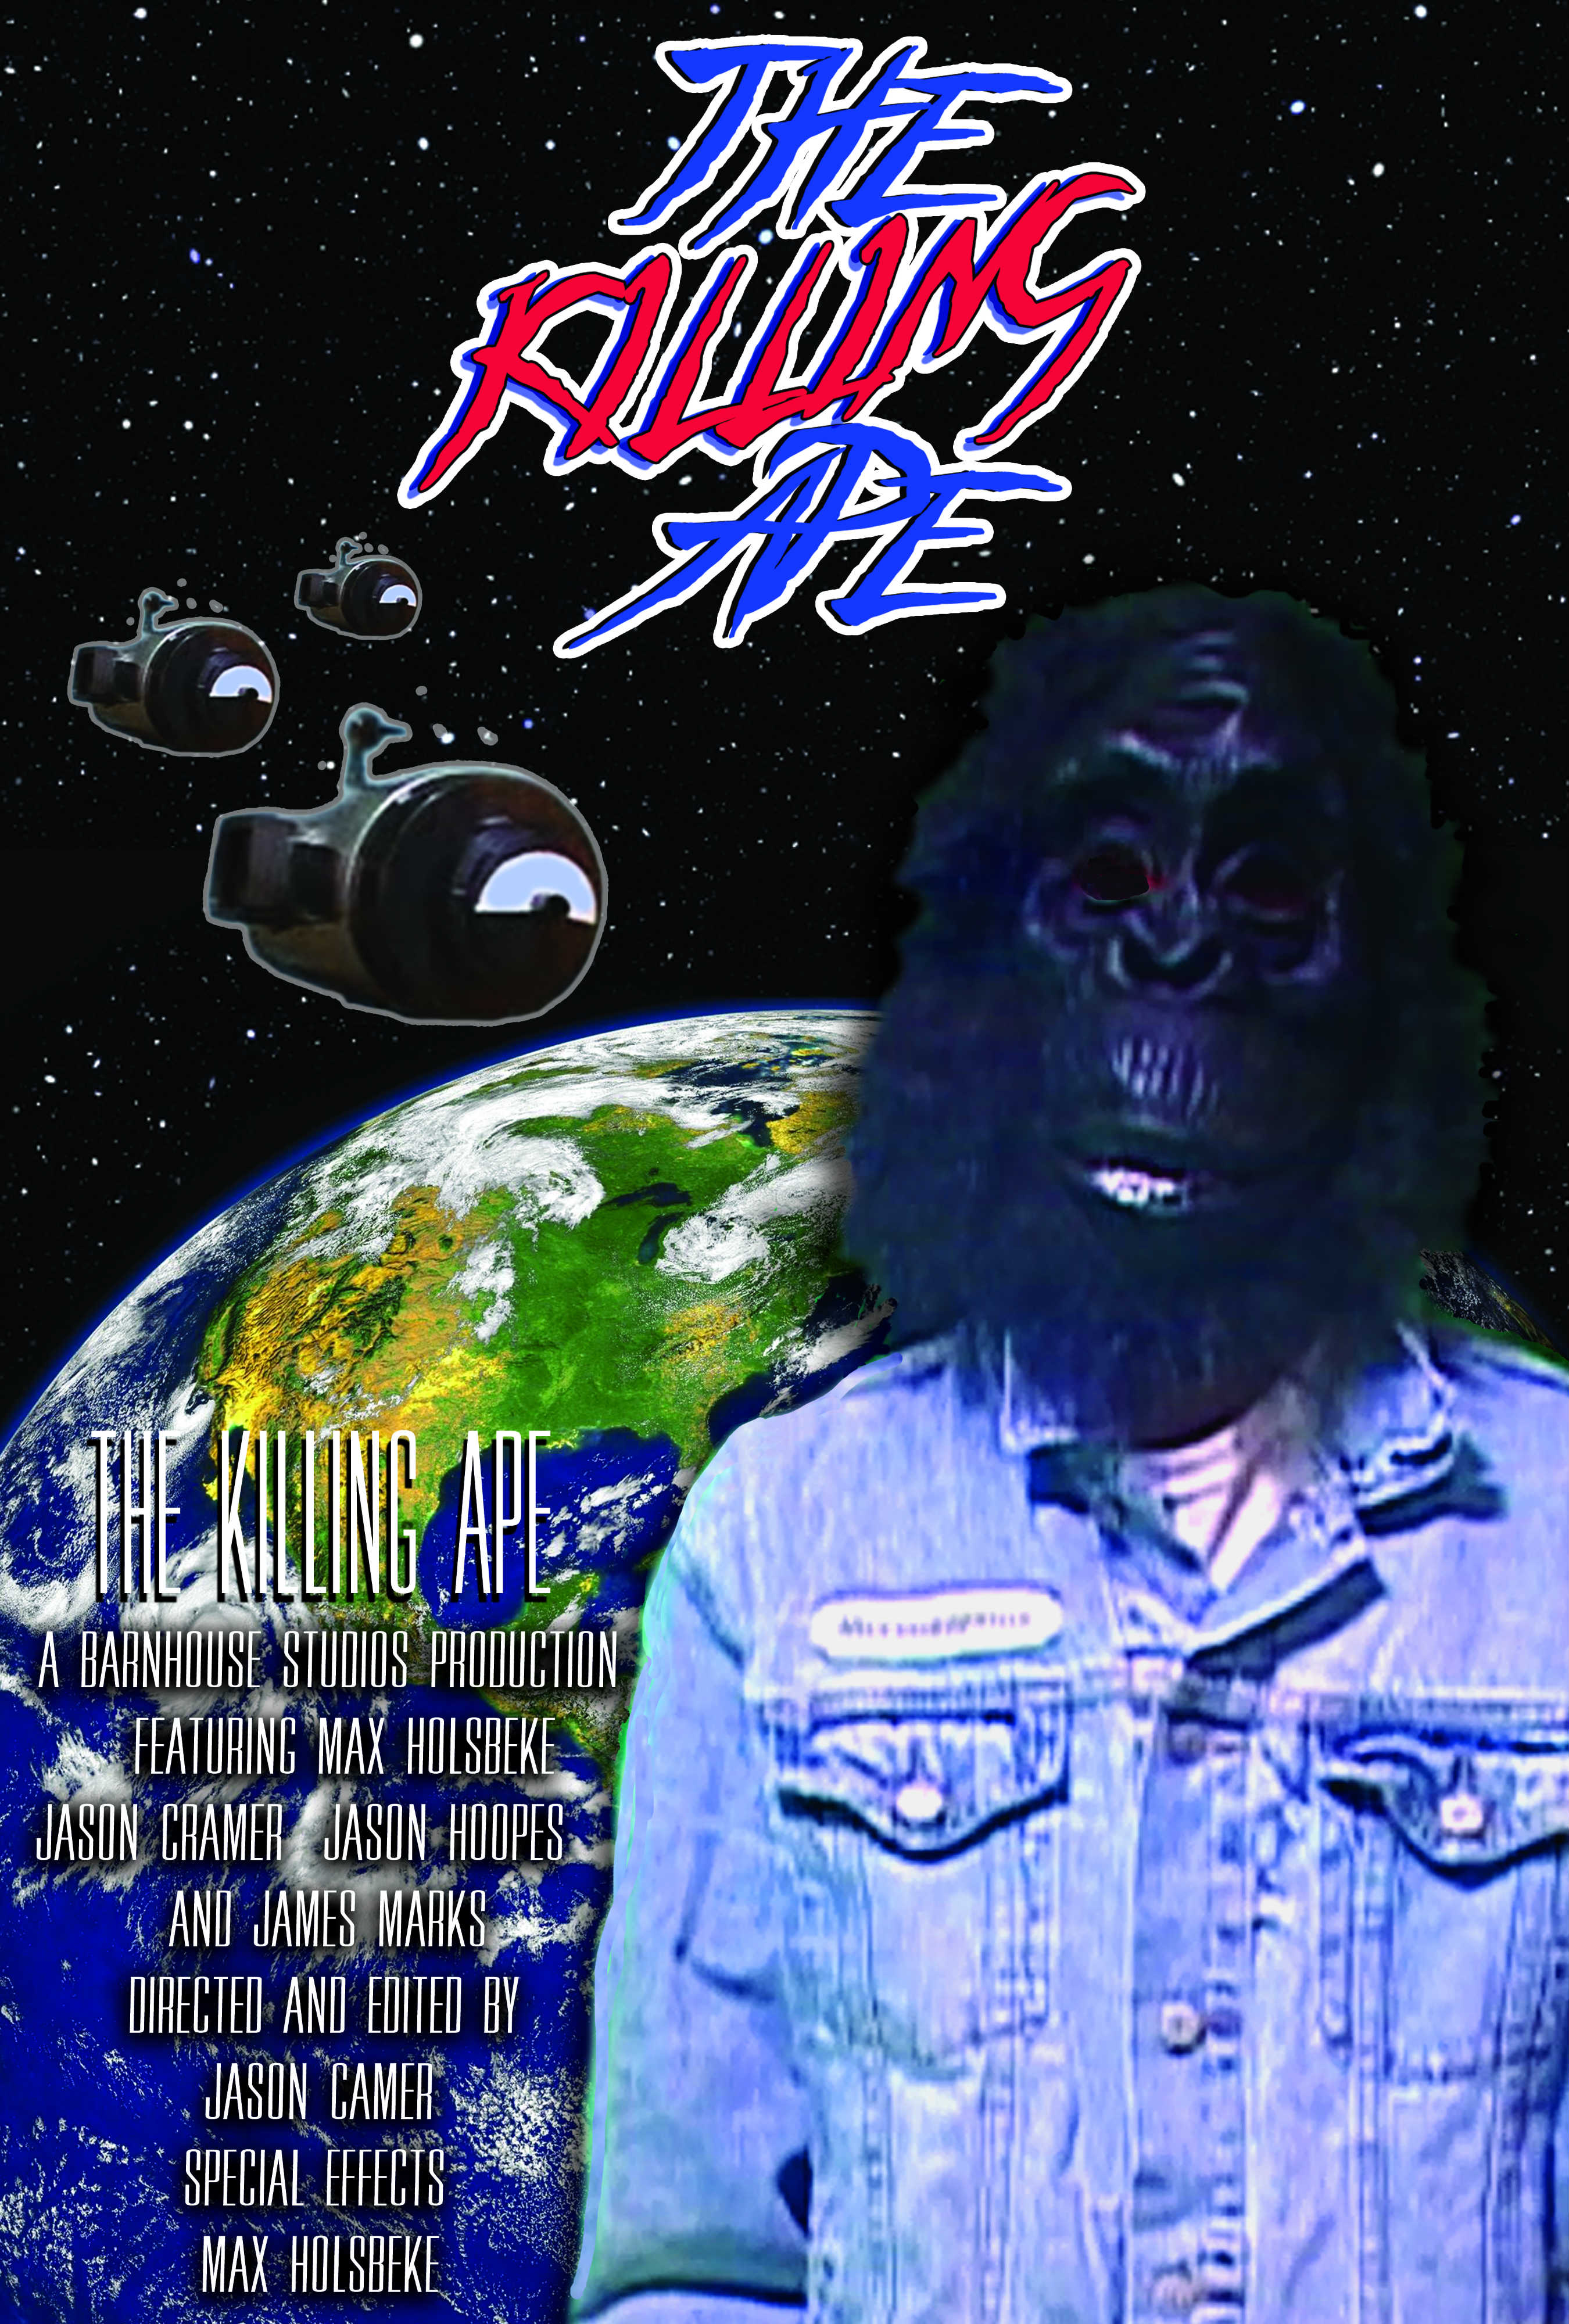 THE
KILLING
APE
THE KILLING APE
A BARNHOUSE STUDIOS PRODUCTION
FEATURING MAX HOLSBEKE
JASON CRAMER JASON HOOPES
AND JAMES MARKS
DIRECTED AND EDITED BY
JASON CAMER
SPECIAL EFFECTS
MAX HOLSBEKE